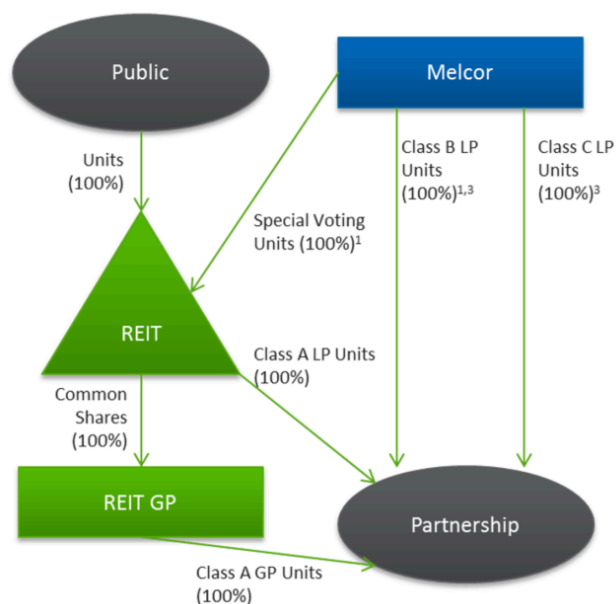 Public
Melcor
Units
(100%)
Class B LP
Units
(100%)1,3
Class C LP
Units
(100%)3
Special Voting
Units (100%)1
REIT
Class A LP Units
(100%)
Common
Shares
(100%)
REIT GP
Partnership
Class A GP Units
(100%)